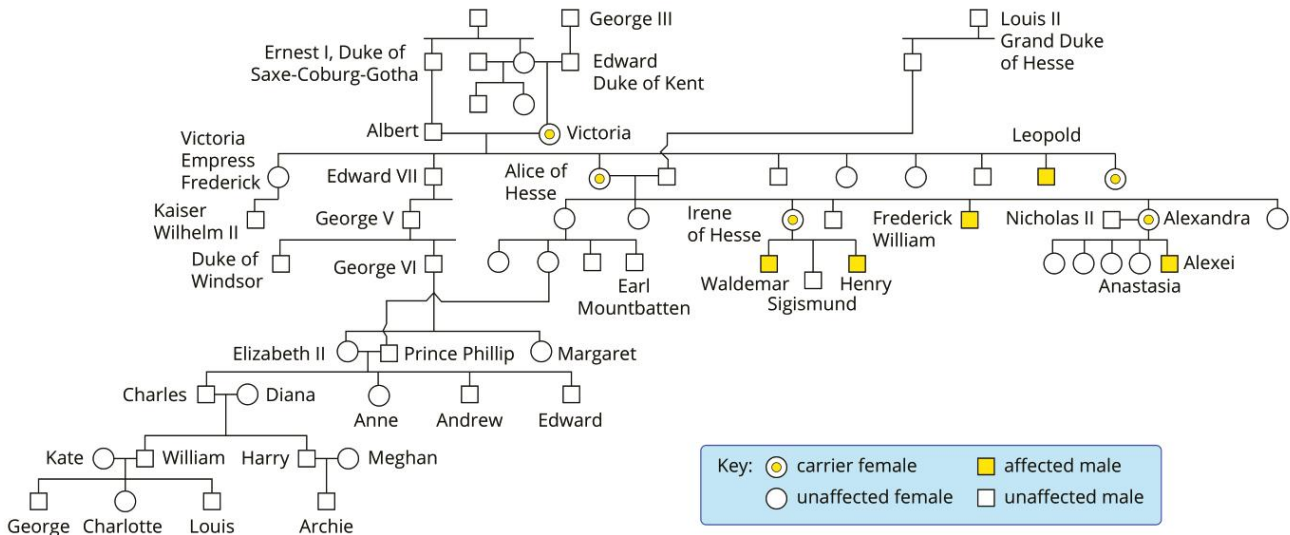 George III
Louis II
Grand Duke
of Hesse
Ernest I, Duke of
Saxe-Coburg-Gotha
Edward
Duke of Kent
Albert
Victoria
Leopold
Victoria
Empress
Frederick
Edward VII
Alice of
Hesse
Kaiser
Wilhelm II
George V
Irene
of Hesse
Frederick
William
Nicholas II
Alexandra
Duke of
Windsor
George VI
Earl
Mountbatten
Waldemar
Sigismund
Henry
Anastasia
Alexei
Elizabeth II
Prince Phillip
Margaret
Charles
Diana
Anne
Andrew
Edward
Kate
William
Harry
Meghan
George
Charlotte
Louis
Archie
Key:
carrier female
affected male
unaffected female
unaffected male